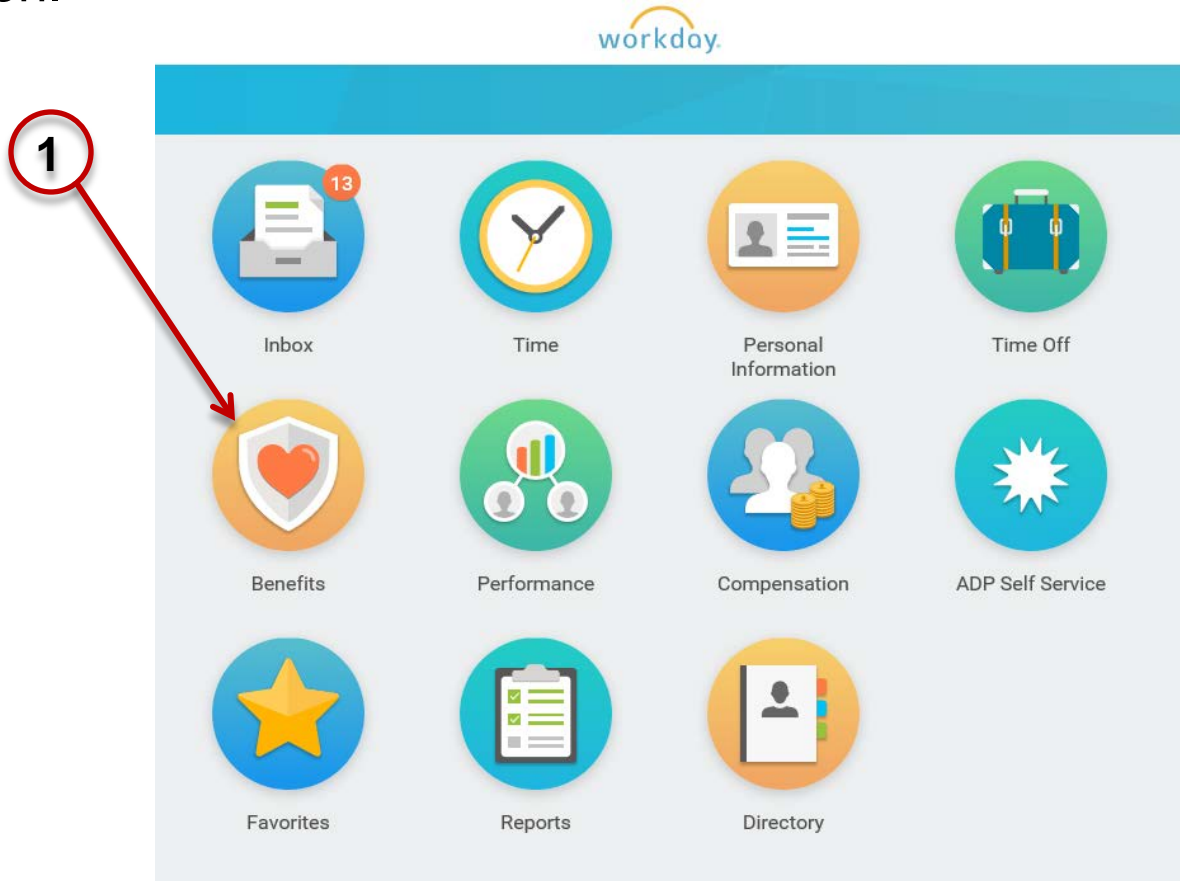 workday.
1
13
Inbox
Time
Personal
Information
Time Off
Benefits
Performance
Compensation
ADP Self Service
Favorites
Reports
Directory